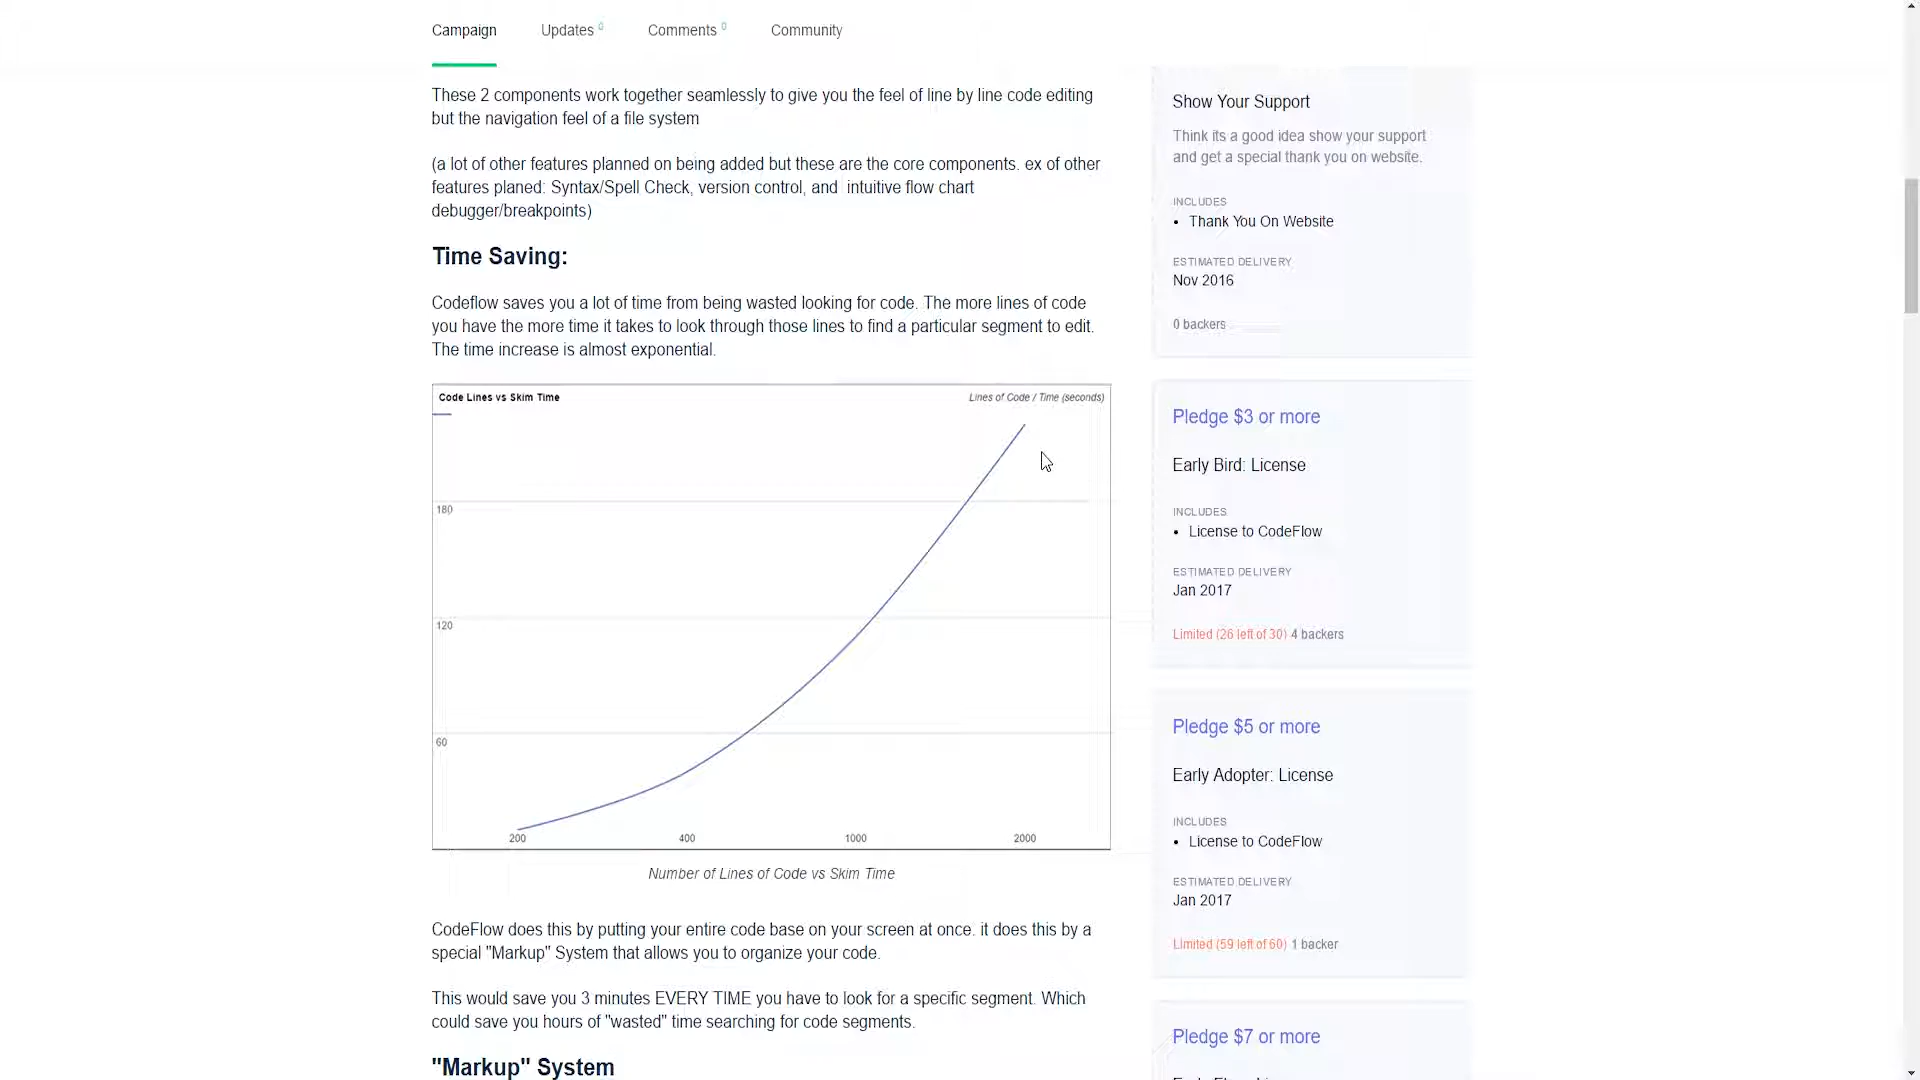 Campaign
Updates 0
Comments 0
Community
These 2 components work together seamlessly to give you the feel of line by line code editing
but the navigation feel of a file system
(a lot of other features planned on being added but these are the core components. ex of other
features planed: Syntax/Spell Check, version control, and intuitive flow chart
debugger/breakpoints)
Time Saving:
Codeflow saves you a lot of time from being wasted looking for code. The more lines of code
you have the more time it takes to look through those lines to find a particular segment to edit.
The time increase is almost exponential.
Code Lines vs Skim Time
Lines of Code / Time (seconds)
180
120
60
200
400
1000
2000
Number of Lines of Code vs Skim Time
CodeFlow does this by putting your entire code base on your screen at once. it does this by a
special "Markup" System that allows you to organize your code.
This would save you 3 minutes EVERY TIME you have to look for a specific segment. Which
could save you hours of "wasted" time searching for code segments.
"Markup" System
Show Your Support
Think its a good idea show your support
and get a special thank you on website.
INCLUDES
• Thank You On Website
ESTIMATED DELIVERY
Nov 2016
0 backers
Pledge $3 or more
Early Bird: License
INCLUDES
• License to CodeFlow
ESTIMATED DELIVERY
Jan 2017
Limited (26 left of 30) 4 backers
Pledge $5 or more
Early Adopter: License
INCLUDES
• License to CodeFlow
ESTIMATED DELIVERY
Jan 2017
Limited (59 left of 60) 1 backer
Pledge $7 or more